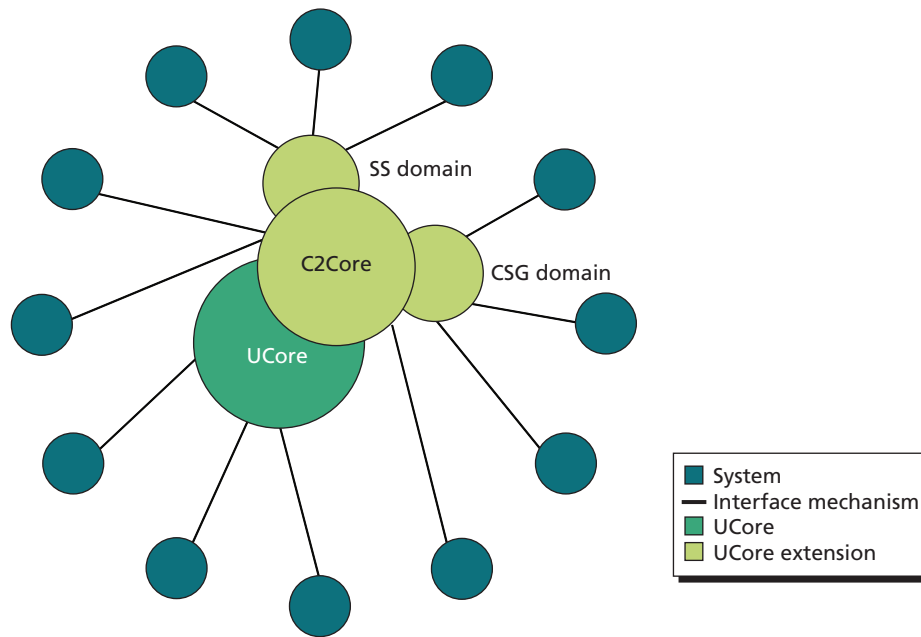 SS domain
C2Core
CSG domain
UCore
System
Interface mechanism
UCore
UCore extension